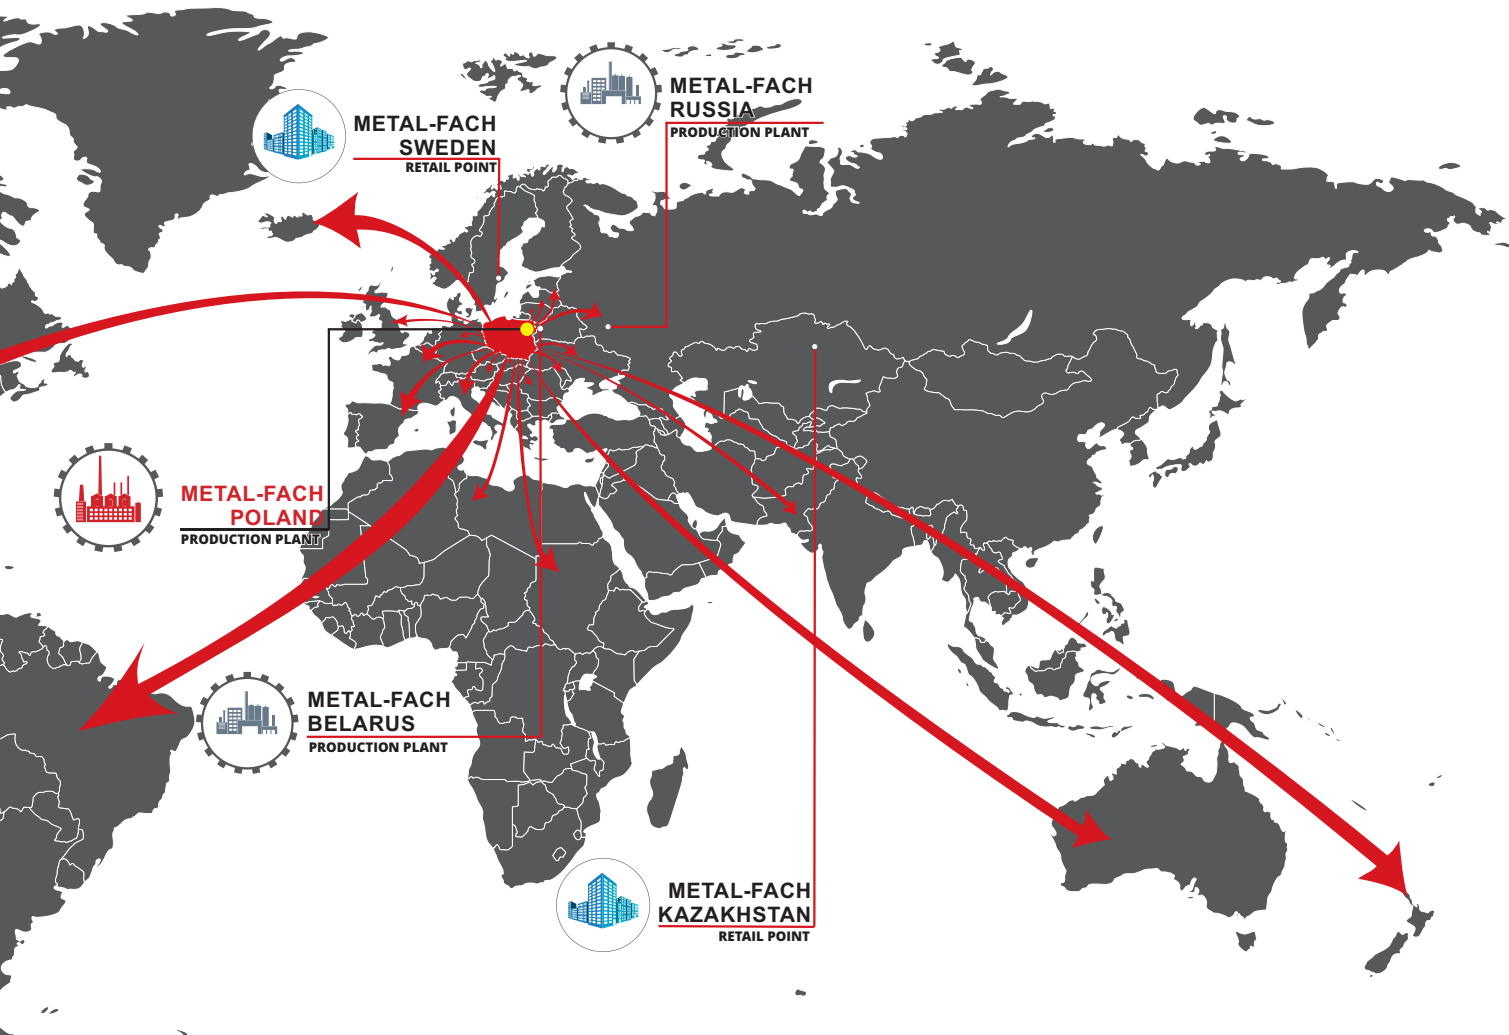 METAL-FACH
RUSSIA
PRODUCTION PLANT
METAL-FACH
SWEDEN
RETAIL POINT
METAL-FACH
POLAND
PRODUCTION PLANT
METAL-FACH
BELARUS
PRODUCTION PLANT
METAL-FACH
KAZAKHSTAN
RETAIL POINT